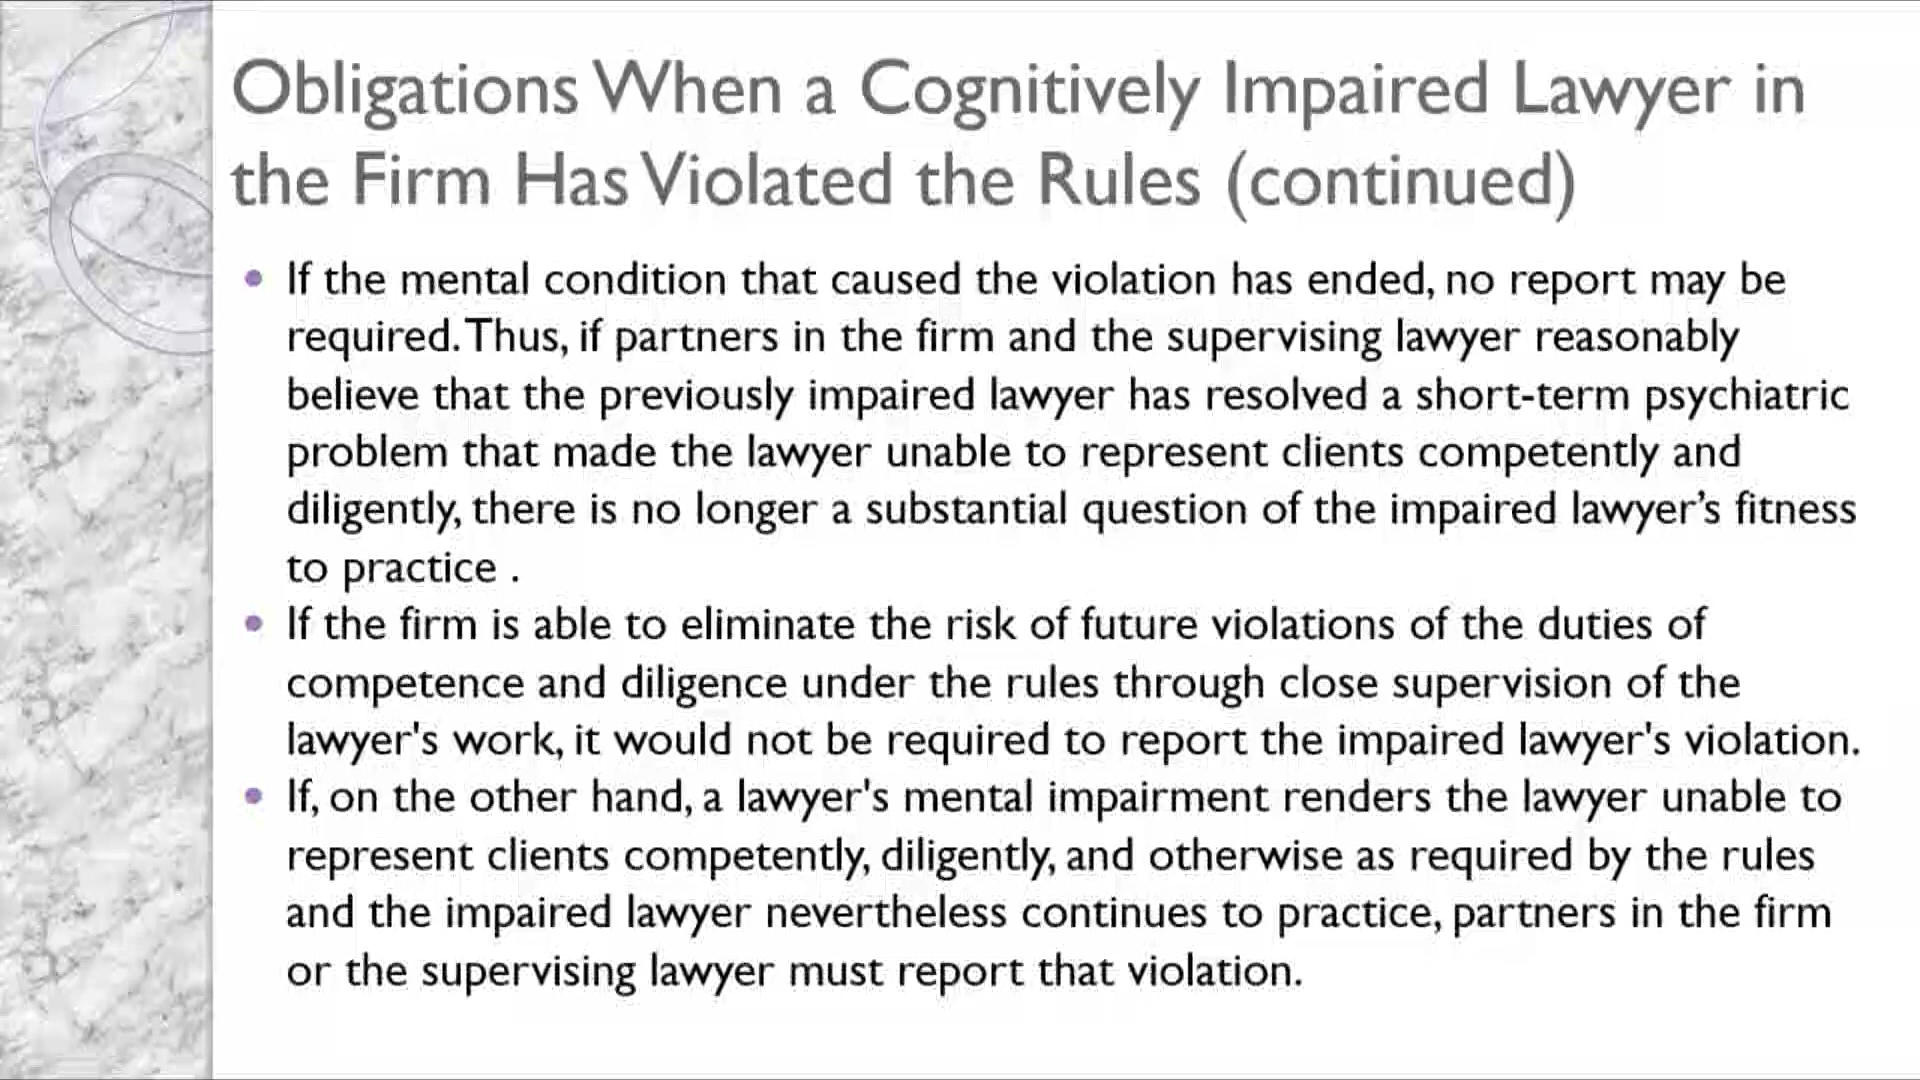 Obligations When a Cognitively Impaired Lawyer in
the Firm Has Violated the Rules (continued)
• If the mental condition that caused the violation has ended, no report may be
required. Thus, if partners in the firm and the supervising lawyer reasonably
believe that the previously impaired lawyer has resolved a short-term psychiatric
problem that made the lawyer unable to represent clients competently and
diligently, there is no longer a substantial question of the impaired lawyer’s fitness
to practice .
• If the firm is able to eliminate the risk of future violations of the duties of
competence and diligence under the rules through close supervision of the
lawyer's work, it would not be required to report the impaired lawyer's violation.
• If, on the other hand, a lawyer's mental impairment renders the lawyer unable to
represent clients competently, diligently, and otherwise as required by the rules
and the impaired lawyer nevertheless continues to practice, partners in the firm
or the supervising lawyer must report that violation.